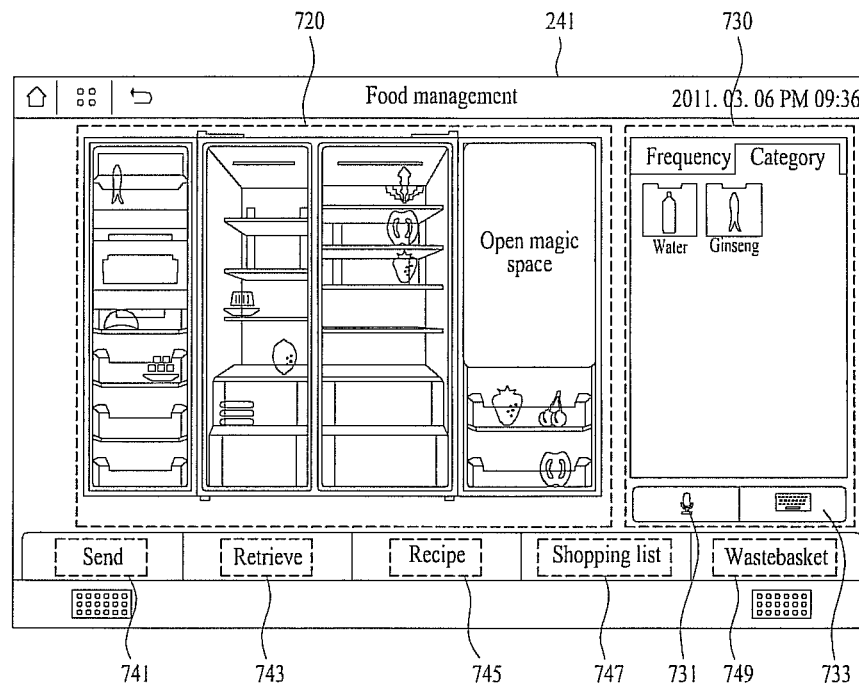 720 241 730
Food management 2011. 03. 06 PM 09:36
Frequency Category
Open magic
space
Water Ginseng
Send Retrieve Recipe Shopping list Wastebasket
741 743 745 747 731 749 733